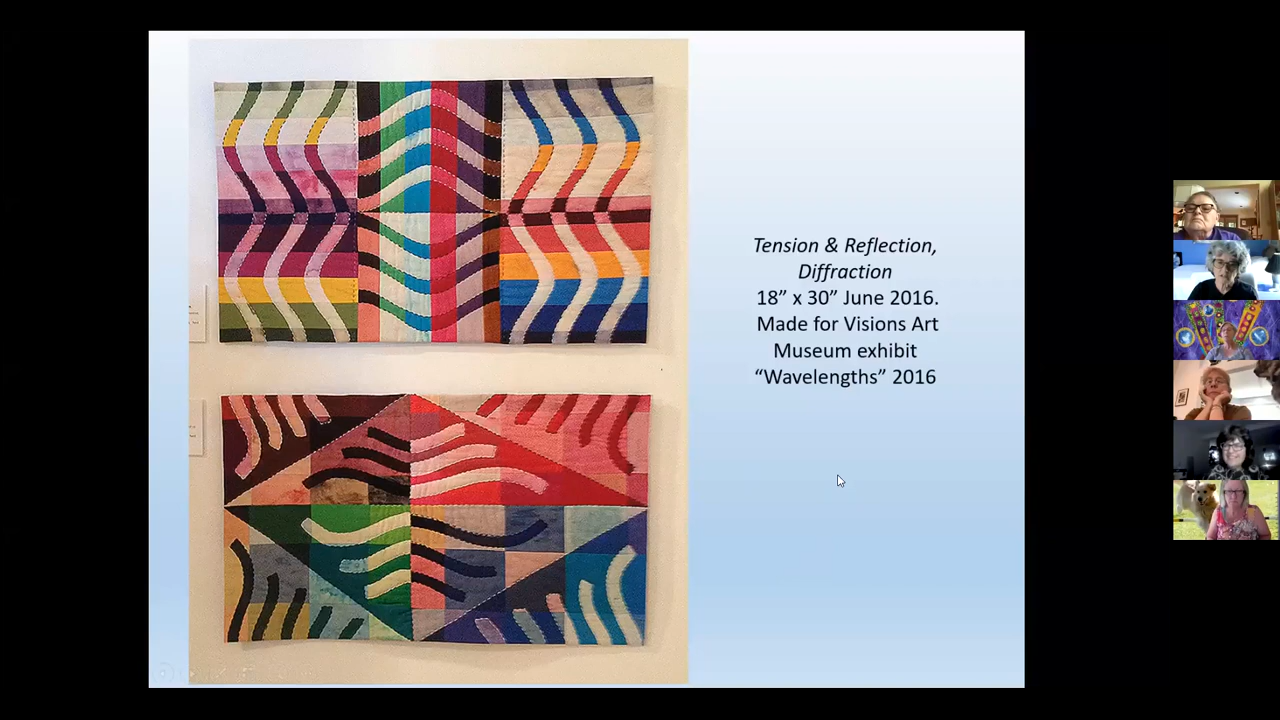 Tension & Reflection,
Diffraction
18” x 30” June 2016.
Made for Visions Art
Museum exhibit
“Wavelengths” 2016